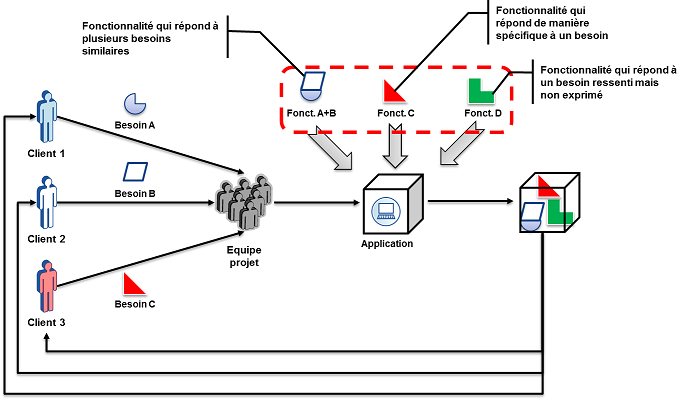 Fonctionnalité qui répond à
plusieurs besoins
similaires
Fonctionnalité qui
répond de manière
spécifique à un besoin
Fonctionnalité qui répond à
un besoin ressenti mais
non exprimé
Fonct. A+B
Fonct. C
Fonct. D
Besoin A
Client 1
Besoin B
Client 2
Equipe
projet
Application
Besoin C
Client 3